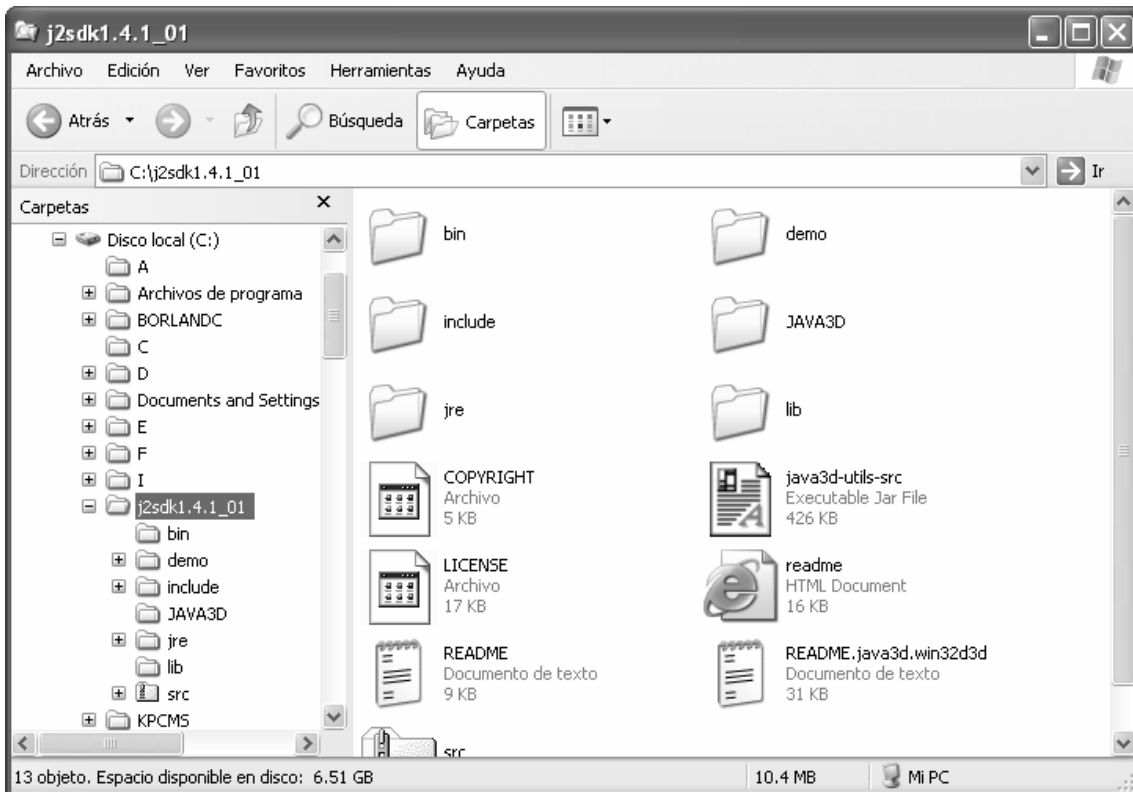 j2sdk1.4.1_01
Archivo Edición Ver Favoritos Herramientas Ayuda
Atrás Búsqueda Carpetas
Dirección C:\j2sdk1.4.1_01 Ir
Carpetas
Disco local (C:)
A
Archivos de programa
BORLANDC
C
D
Documents and Settings
E
F
I
j2sdk1.4.1_01
bin
demo
include
JAVA3D
jre
lib
src
KPCMS
bin
demo
include
JAVA3D
jre
lib
COPYRIGHT
Archivo
5 KB
java3d-utils-src
Executable Jar File
426 KB
LICENSE
Archivo
17 KB
readme
HTML Document
16 KB
README
Documento de texto
9 KB
README.java3d.win32d3d
Documento de texto
31 KB
src
13 objeto. Espacio disponible en disco: 6.51 GB 10.4 MB Mi PC